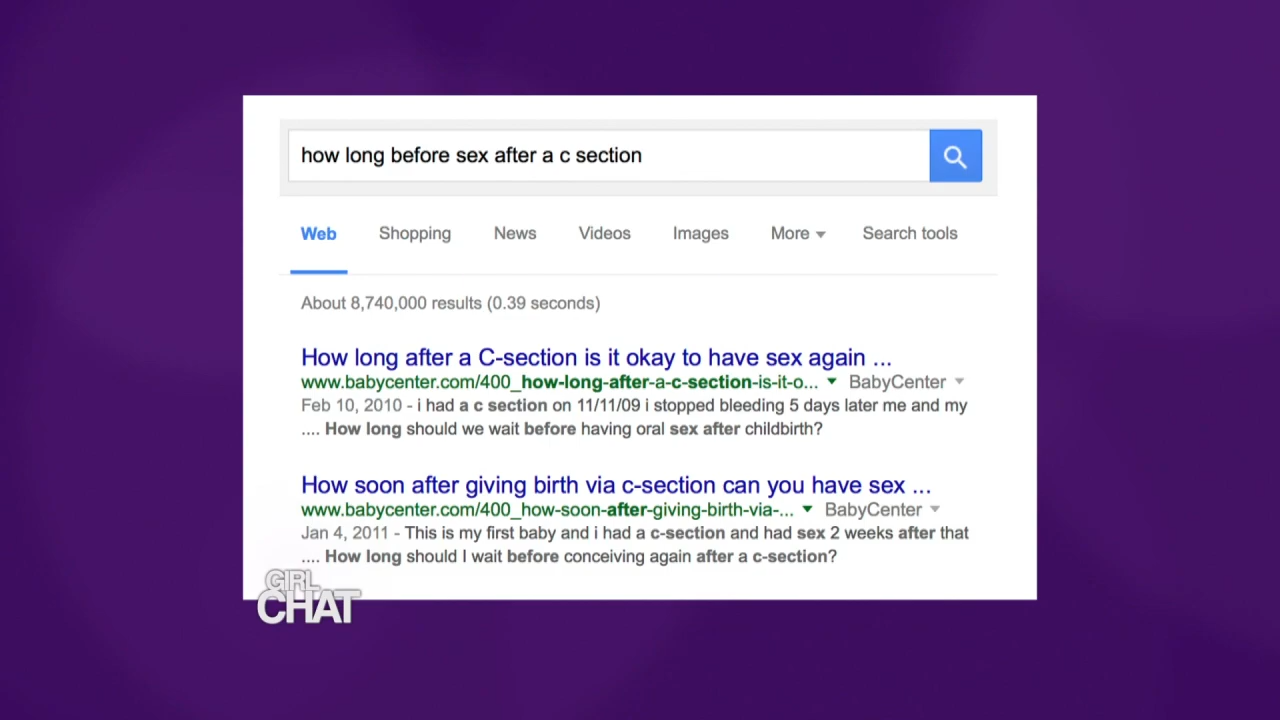 how long before sex after a c section
Web Shopping News Videos Images More Search tools
About 8,740,000 results (0.39 seconds)
How long after a C-section is it okay to have sex again ...
www.babycenter.com/400_how-long-after-a-c-section-is-it-o... BabyCenter
Feb 10, 2010 - i had a c section on 11/11/09 i stopped bleeding 5 days later me and my
.... How long should we wait before having oral sex after childbirth?
How soon after giving birth via c-section can you have sex ...
www.babycenter.com/400_how-soon-after-giving-birth-via-... BabyCenter
Jan 4, 2011 - This is my first baby and i had a c-section and had sex 2 weeks after that
.... How long should I wait before conceiving again after a c-section?
GIRL
CHAT